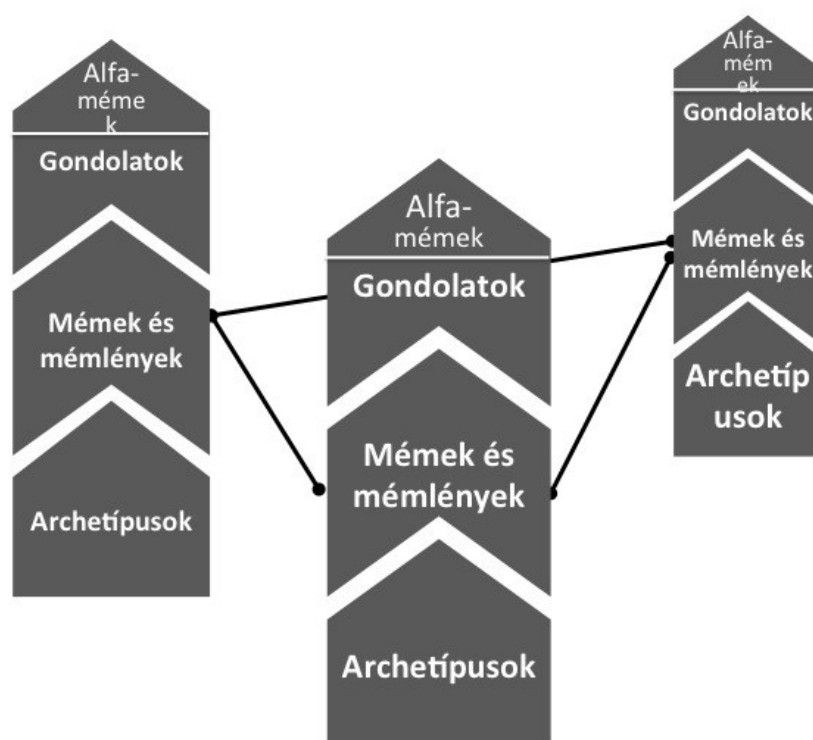 Alfa-
méme
k
Gondolatok
Mémek és
mémlények
Archetípusok
Alfa-
mémek
Gondolatok
Mémek és
mémlények
Archetípusok
Alfa-
mém
ek
Gondolatok
Mémek és
mémlények
Archetíp
usok